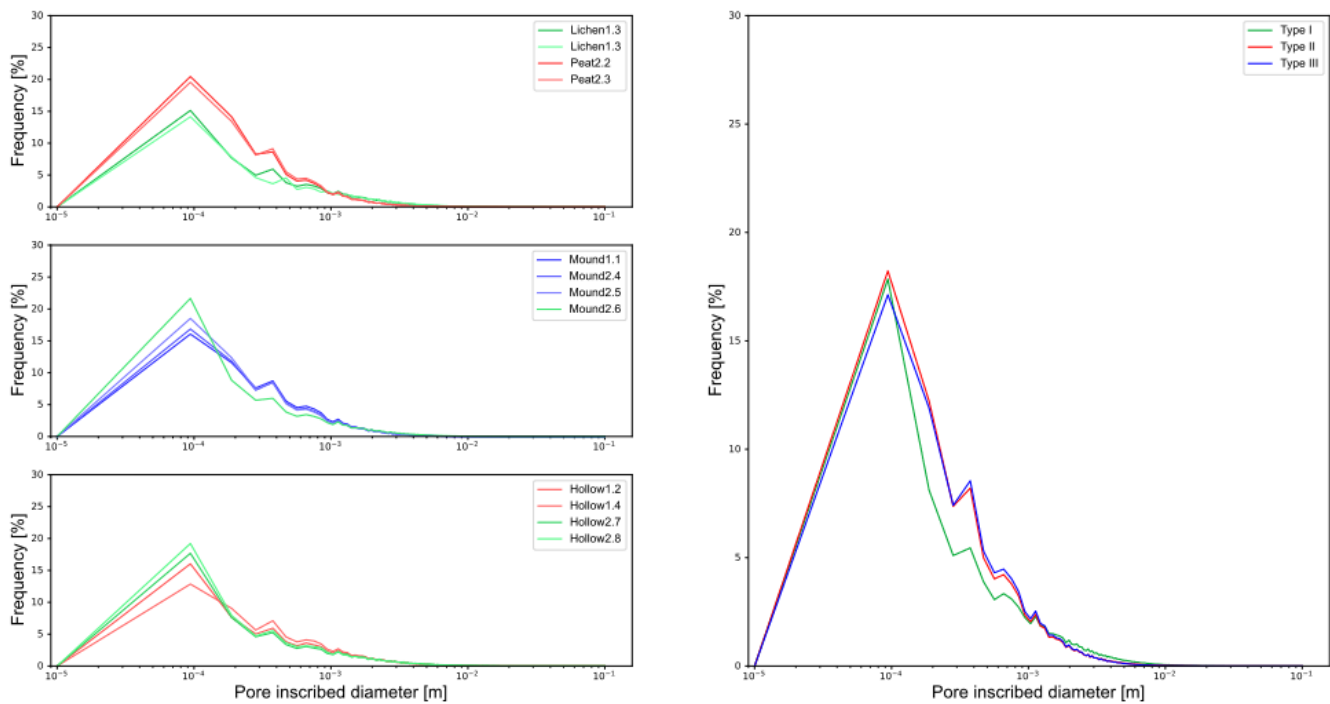 30
25
20
15
10
5
0
Frequency [%]
Lichen1.3
Lichen1.3
Peat2.2
Peat2.3
10⁻⁵
10⁻⁴
10⁻³
10⁻²
10⁻¹
30
25
20
15
10
5
0
Frequency [%]
Mound1.1
Mound2.4
Mound2.5
Mound2.6
10⁻⁵
10⁻⁴
10⁻³
10⁻²
10⁻¹
30
25
20
15
10
5
0
Frequency [%]
Hollow1.2
Hollow1.4
Hollow2.7
Hollow2.8
10⁻⁵
10⁻⁴
10⁻³
10⁻²
10⁻¹
Pore inscribed diameter [m]
30
25
20
15
10
5
0
Frequency [%]
Type I
Type II
Type III
10⁻⁵
10⁻⁴
10⁻³
10⁻²
10⁻¹
Pore inscribed diameter [m]